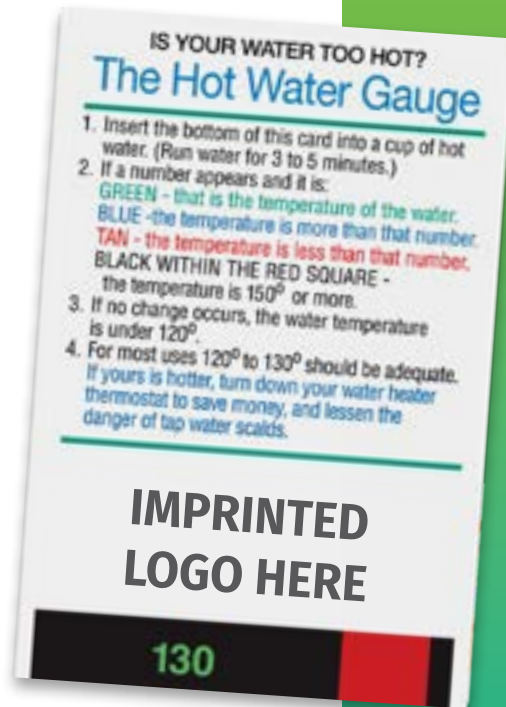 IS YOUR WATER TOO HOT?
The Hot Water Gauge
1. Insert the bottom of this card into a cup of hot
water. (Run water for 3 to 5 minutes.)
2. If a number appears and it is:
GREEN - that is the temperature of the water.
BLUE -the temperature is more than that number.
TAN - the temperature is less than that number.
BLACK WITHIN THE RED SQUARE -
the temperature is 150º or more.
3. If no change occurs, the water temperature
is under 120º.
4. For most uses 120º to 130º should be adequate.
If yours is hotter, turn down your water heater
thermostat to save money, and lessen the
danger of tap water scalds.
IMPRINTED
LOGO HERE
130